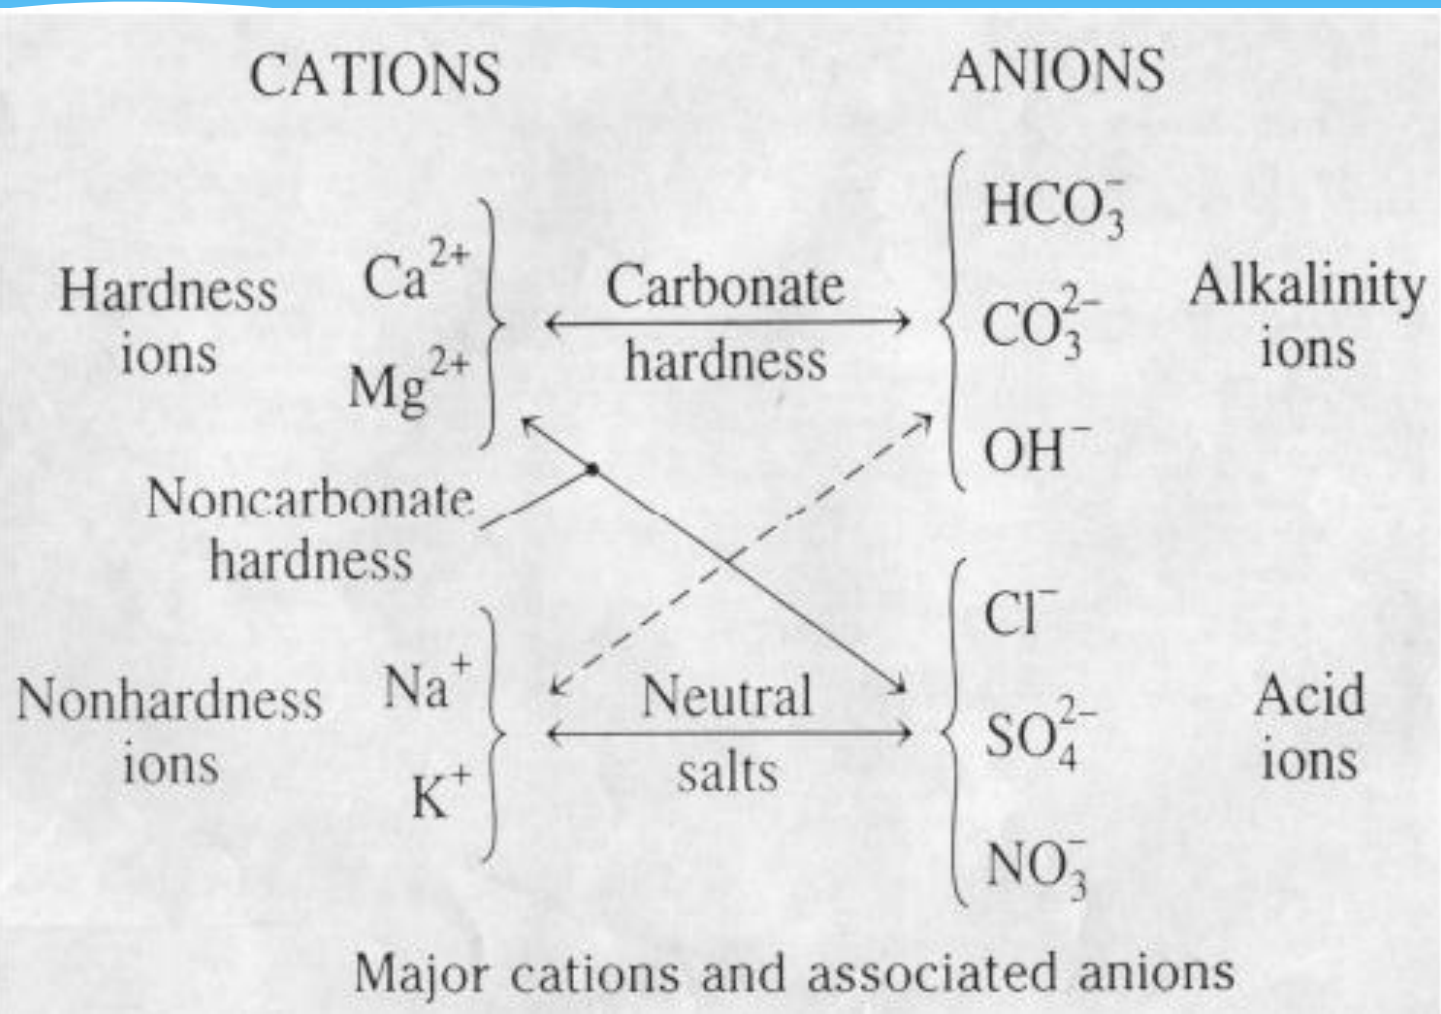 CATIONS
ANIONS
HCO₃⁻
Hardness
ions
Ca²⁺
Mg²⁺
Carbonate
hardness
CO₃²⁻
OH⁻
Alkalinity
ions
Noncarbonate
hardness
Cl⁻
Nonhardness
ions
Na⁺
K⁺
Neutral
salts
SO₄²⁻
NO₃⁻
Acid
ions
Major cations and associated anions